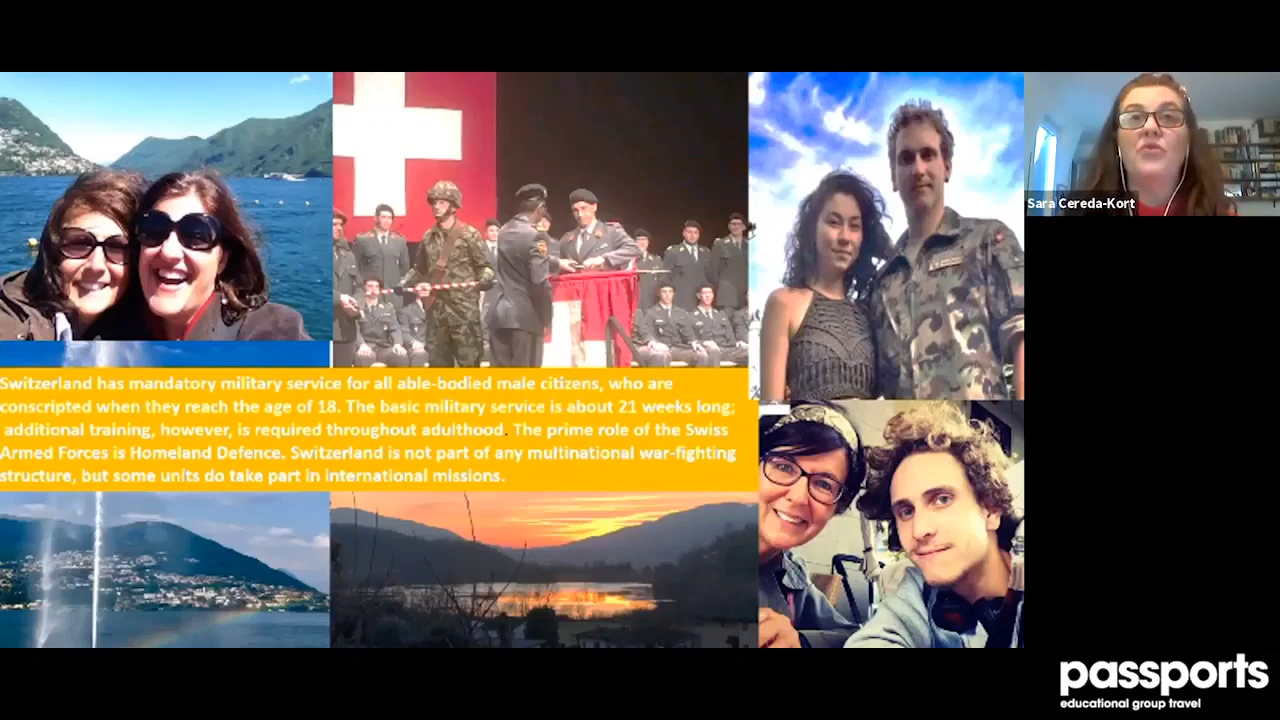 Sara Cereda-Kort
Switzerland has mandatory military service for all able-bodied male citizens, who are
conscripted when they reach the age of 18. The basic military service is about 21 weeks long;
additional training, however, is required throughout adulthood. The prime role of the Swiss
Armed Forces is Homeland Defence. Switzerland is not part of any multinational war-fighting
structure, but some units do take part in international missions.
passports
educational group travel